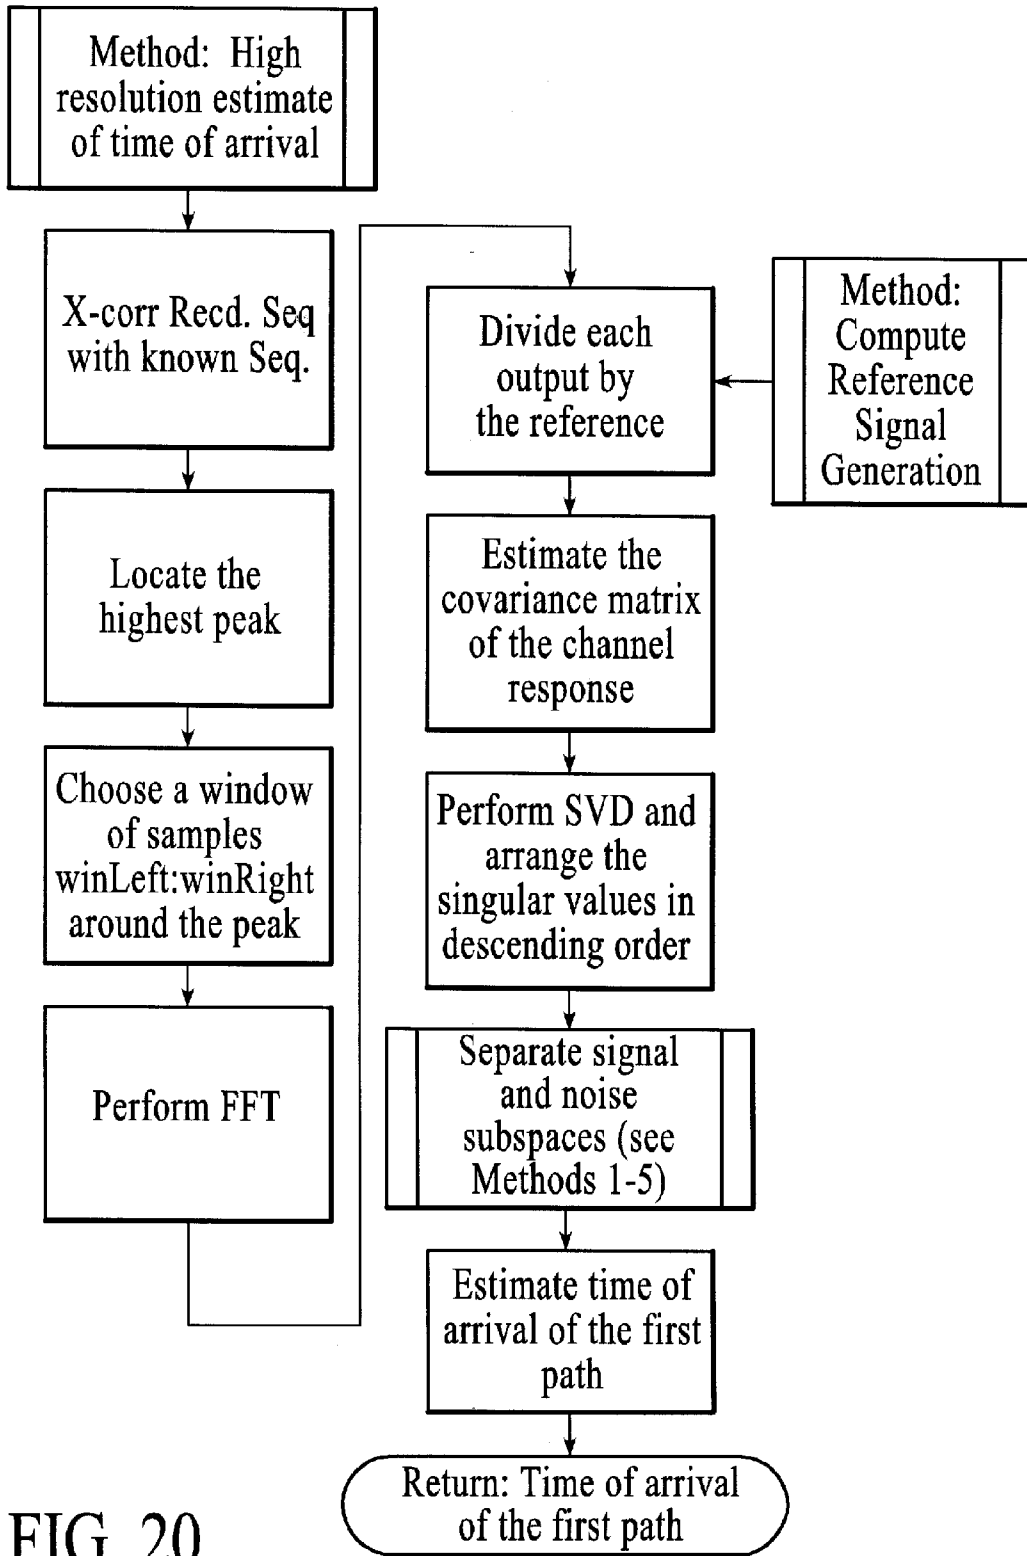 Method: High
resolution estimate
of time of arrival
X-corr Recd. Seq
with known Seq.
Locate the
highest peak
Choose a window
of samples
winLeft:winRight
around the peak
Perform FFT
Divide each
output by
the reference
Method:
Compute
Reference
Signal
Generation
Estimate the
covariance matrix
of the channel
response
Perform SVD and
arrange the
singular values in
descending order
Separate signal
and noise
subspaces (see
Methods 1-5)
Estimate time of
arrival of the first
path
Return: Time of arrival
of the first path
FIG. 20